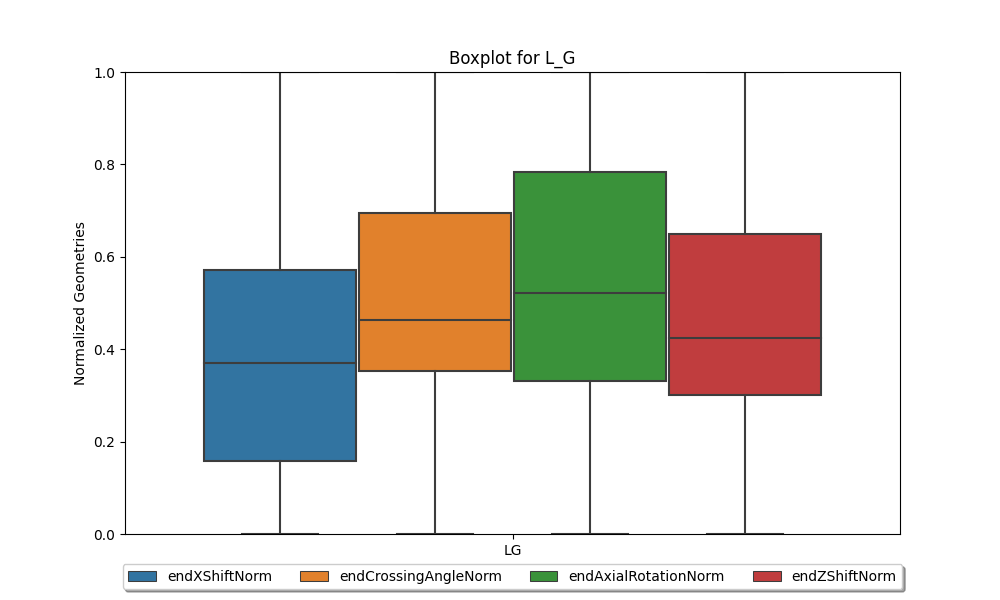 Boxplot for L_G
1.0
0.8
0.6
0.4
0.2
0.0
Normalized Geometries
LG
endXShiftNorm endCrossingAngleNorm endAxialRotationNorm endZShiftNorm